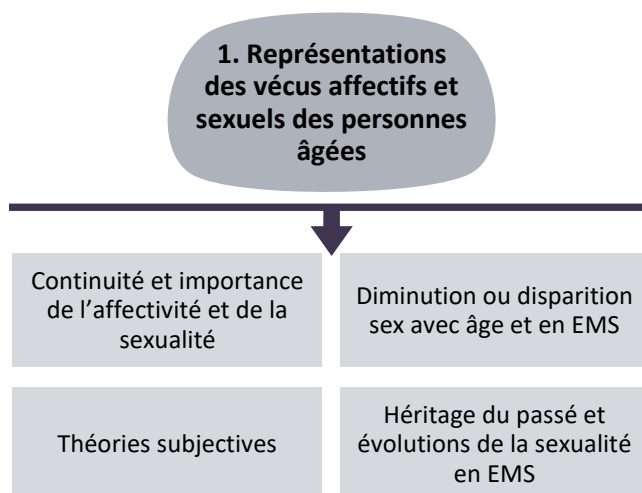 1. Représentations
des vécus affectifs et
sexuels des personnes
âgées
Continuité et importance
de l’affectivité et de la
sexualité
Diminution ou disparition
sex avec âge et en EMS
Théories subjectives
Héritage du passé et
évolutions de la sexualité
en EMS